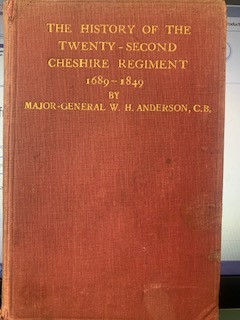 THE HISTORY OF THE
TWENTY-SECOND
CHESHIRE REGIMENT
1689-1849
BY
MAJOR-GENERAL W. H. ANDERSON, C.B.